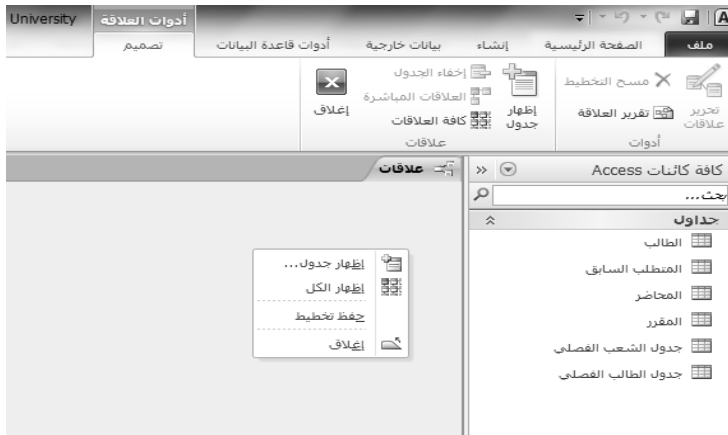 أدوات العلاقة University
ملف الصفحة الرئيسية إنشاء بيانات خارجية أدوات قاعدة البيانات تصميم
تحرير علاقات
مسح التخطيط
تقرير العلاقة
أدوات
إظهار جدول
إخفاء الجدول
العلاقات المباشرة
كافة العلاقات
علاقات
إغلاق
كافة كائنات Access
بحث...
جداول
الطالب
المتطلب السابق
المحاضر
المقرر
جدول الشعب الفصلي
جدول الطالب الفصلي
علاقات
إظهار جدول...
إظهار الكل
حفظ تخطيط
إغلاق